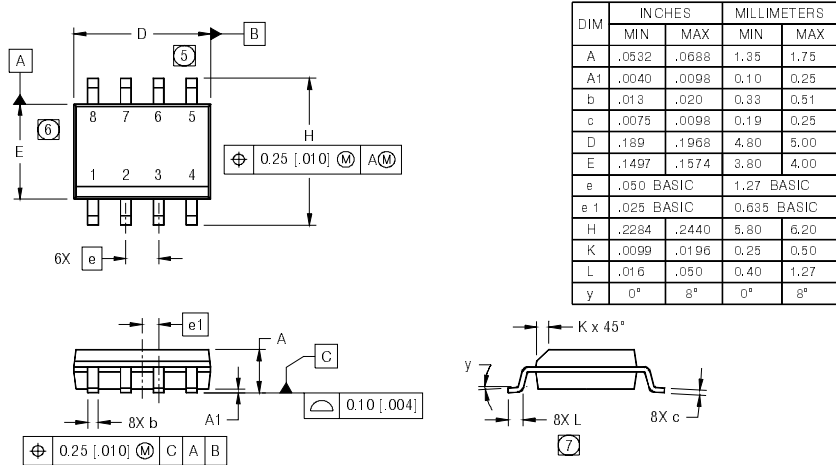 D
B
5
A
8 7 6 5
6
E
H
⌖ 0.25 [.010] Ⓜ AⓂ
1 2 3 4
6X e
DIM INCHES MILLIMETERS
MIN MAX MIN MAX
A .0532 .0688 1.35 1.75
A1 .0040 .0098 0.10 0.25
b .013 .020 0.33 0.51
c .0075 .0098 0.19 0.25
D .189 .1968 4.80 5.00
E .1497 .1574 3.80 4.00
e .050 BASIC 1.27 BASIC
e 1 .025 BASIC 0.635 BASIC
H .2284 .2440 5.80 6.20
K .0099 .0196 0.25 0.50
L .016 .050 0.40 1.27
y 0° 8° 0° 8°
e1
A
C
A1
8X b
0.10 [.004]
⌖ 0.25 [.010] Ⓜ C A B
K x 45°
y
8X L
7
8X c